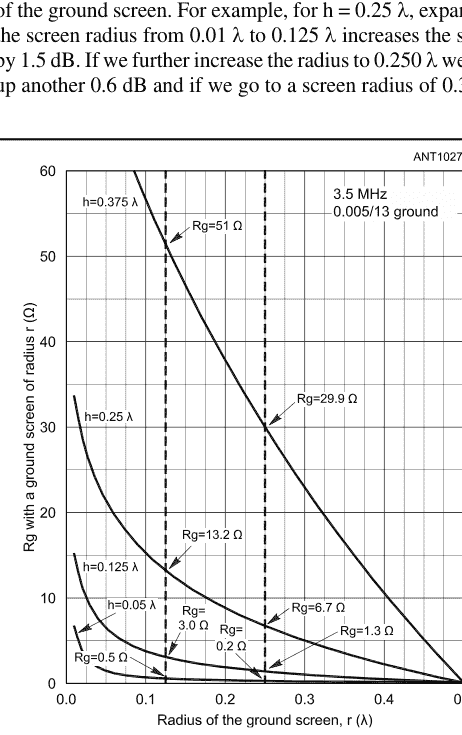 of the ground screen. For example, for h = 0.25 λ, expan
he screen radius from 0.01 λ to 0.125 λ increases the s
by 1.5 dB. If we further increase the radius to 0.250 λ we
up another 0.6 dB and if we go to a screen radius of 0.3
ANT1027
60
50
40
30
20
10
0
Rg with a ground screen of radius r (Ω)
3.5 MHz
0.005/13 ground
h=0.375 λ
Rg=51 Ω
Rg=29.9 Ω
h=0.25 λ
Rg=13.2 Ω
h=0.125 λ
h=0.05 λ
Rg=
3.0 Ω
Rg=6.7 Ω
Rg=
0.2 Ω
Rg=1.3 Ω
Rg=0.5 Ω
0.0 0.1 0.2 0.3 0.4 0
Radius of the ground screen, r (λ)